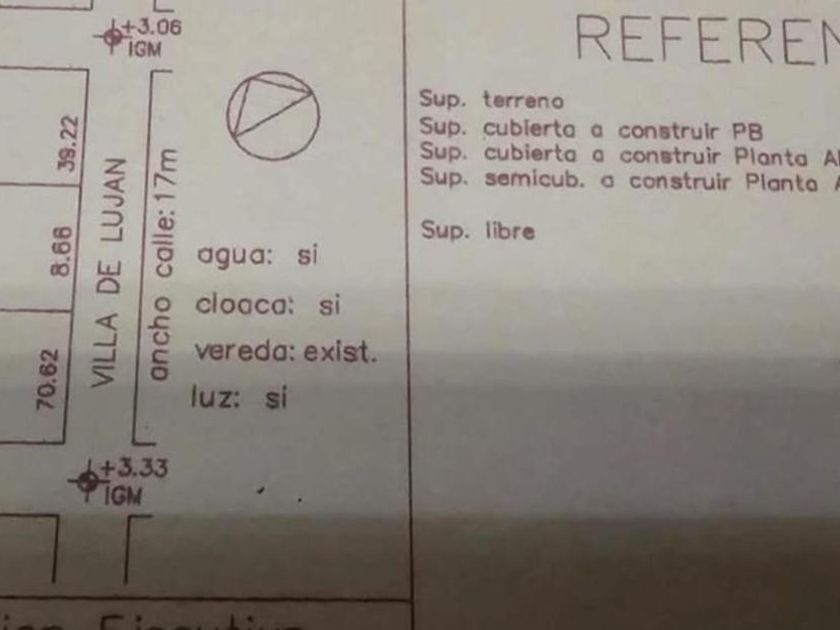 +3.06
IGM
39.22
8.66
70.62
VILLA DE LUJAN
ancho calle: 17m
agua: si
cloaca: si
vereda: exist.
luz: si
+3.33
IGM
REFEREN
Sup. terreno
Sup. cubierta a construir PB
Sup. cubierta a construir Planta A
Sup. semicub. a construir Planta A
Sup. libre